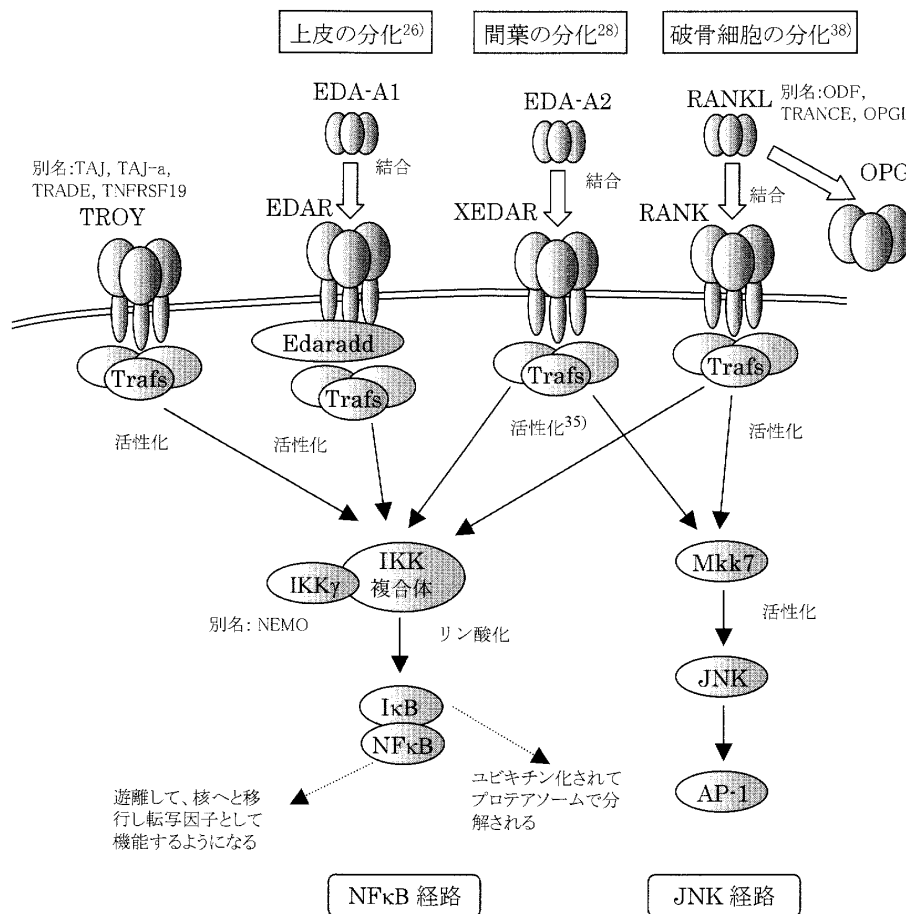 上皮の分化26)
間葉の分化28)
破骨細胞の分化38)
EDA-A1
EDA-A2
RANKL
別名:ODF,
TRANCE, OPGL
結合
結合
結合
OPG
別名:TAJ, TAJ-a,
TRADE, TNFRSF19
TROY
EDAR
XEDAR
RANK
Edaradd
Trafs
Trafs
Trafs
Trafs
活性化
活性化
活性化35)
活性化
IKKγ
IKK
複合体
別名: NEMO
リン酸化
Mkk7
活性化
JNK
IκB
NFκB
AP-1
遊離して、核へと移
行し転写因子として
機能するようになる
ユビキチン化されて
プロテアソームで分
解される
NFκB 経路
JNK 経路